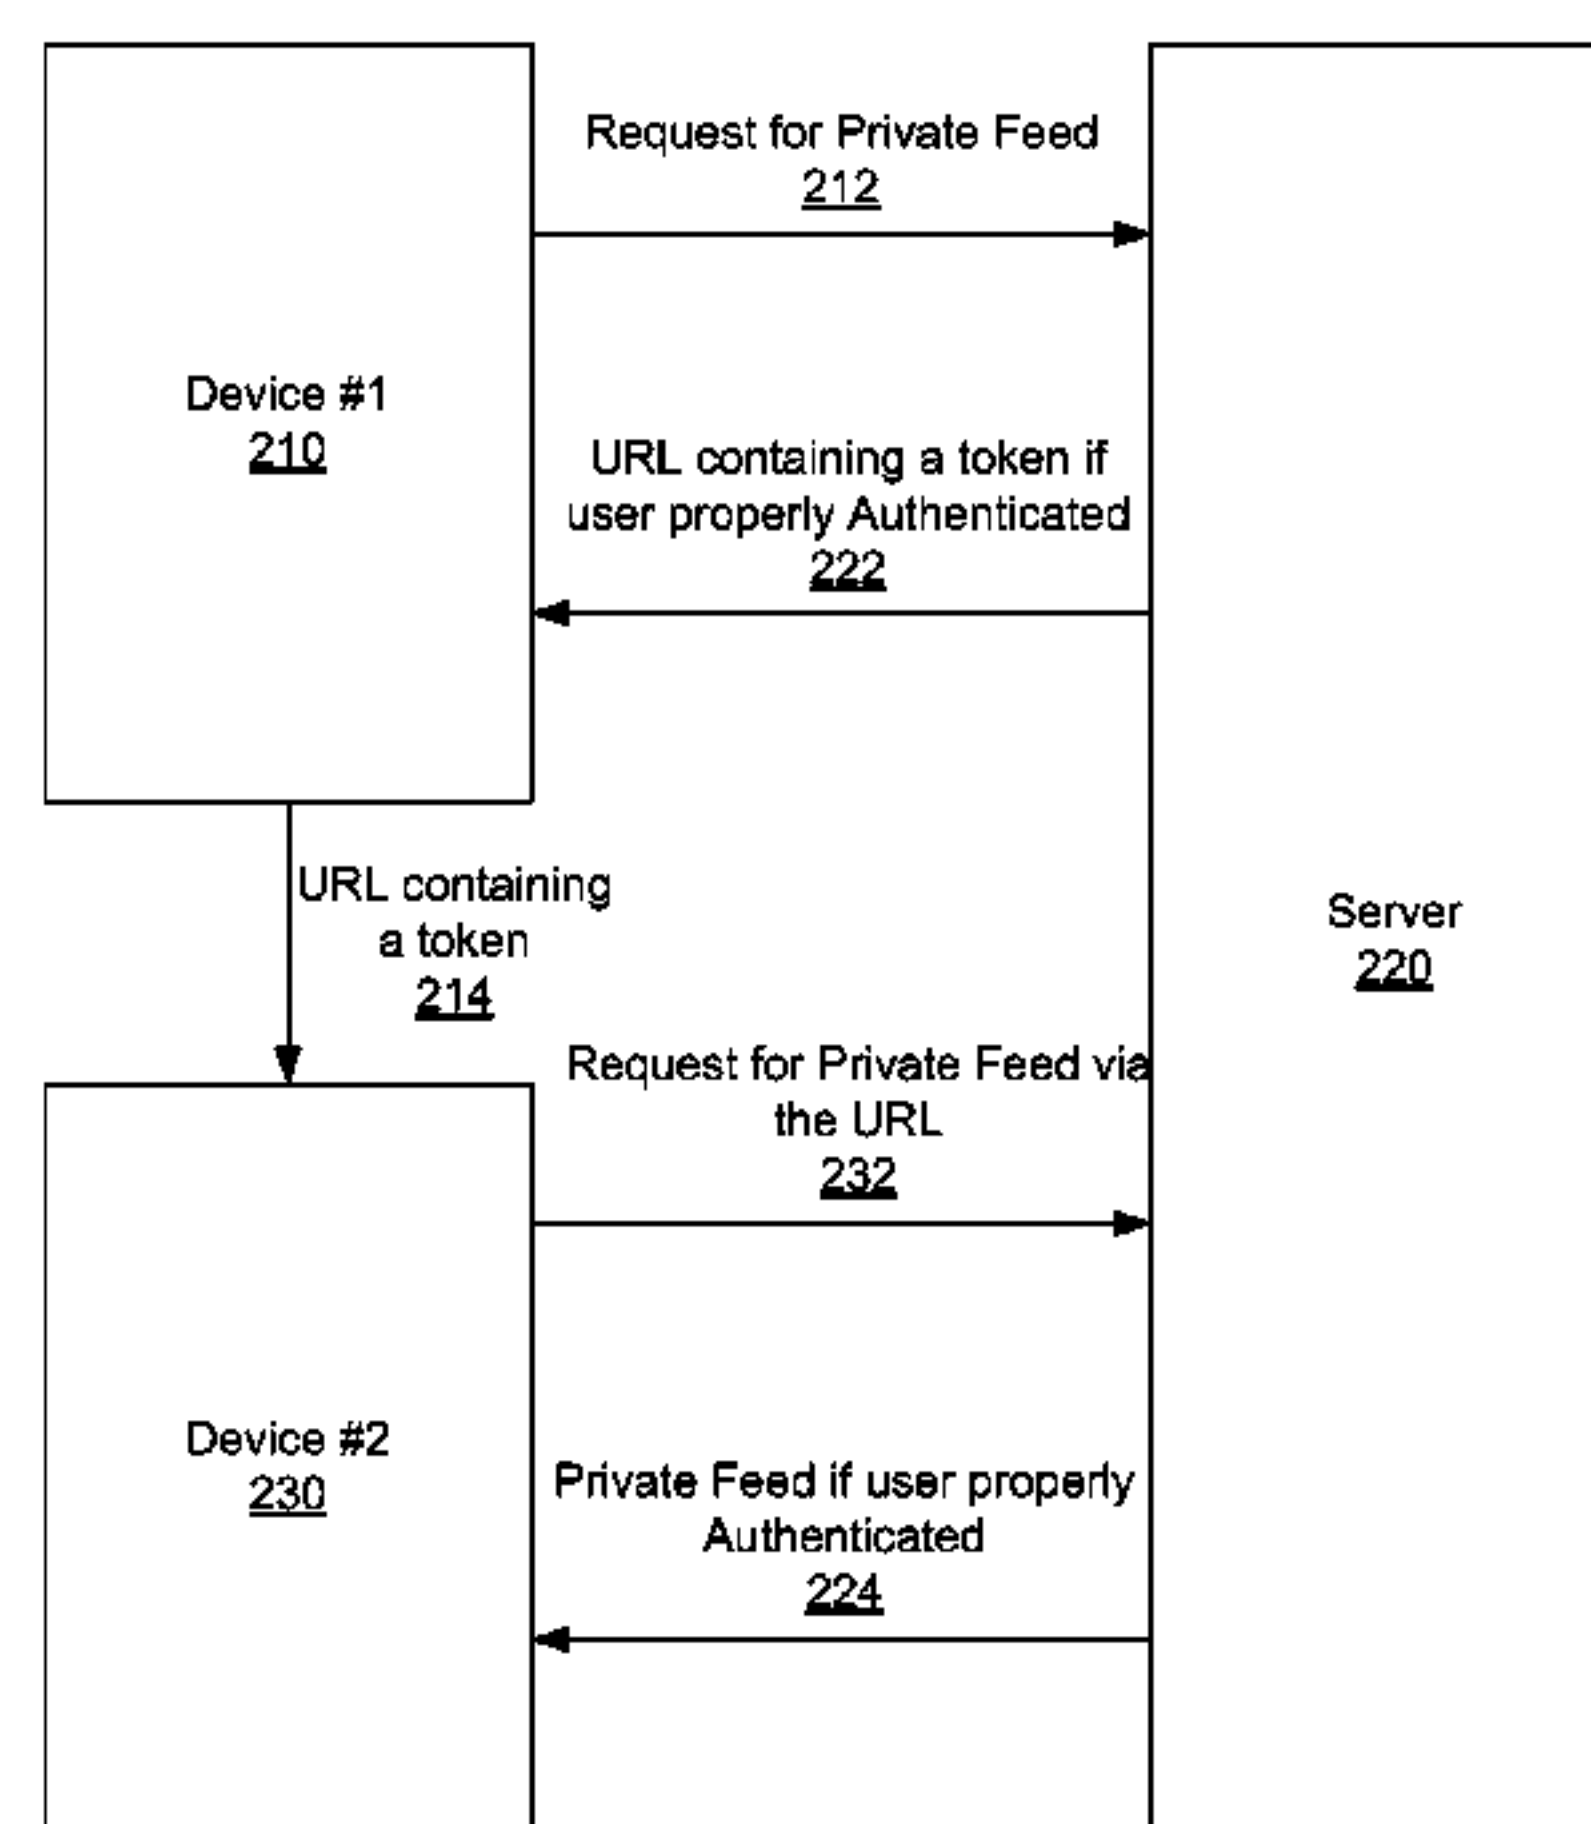 Request for Private Feed
212
Device #1
210
URL containing a token if
user properly Authenticated
222
URL containing
a token
214
Server
220
Request for Private Feed via
the URL
232
Device #2
230
Private Feed if user properly
Authenticated
224